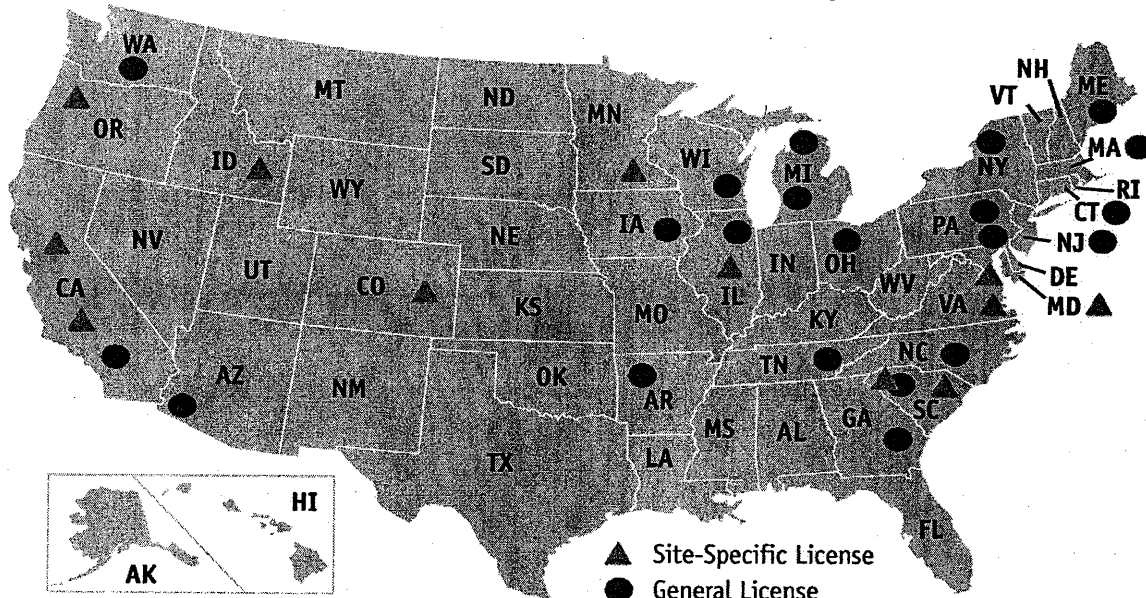 WA
MT
ND
MN
NH
VT
ME
OR
ID
SD
WI
MI
NY
MA
WY
IA
PA
RI
CT
NV
NE
NJ
UT
CO
IL
IN
OH
WV
DE
CA
KS
MO
KY
VA
MD
AZ
NM
OK
TN
NC
AR
SC
MS
AL
GA
TX
LA
HI
FL
AK
Site-Specific License
General License